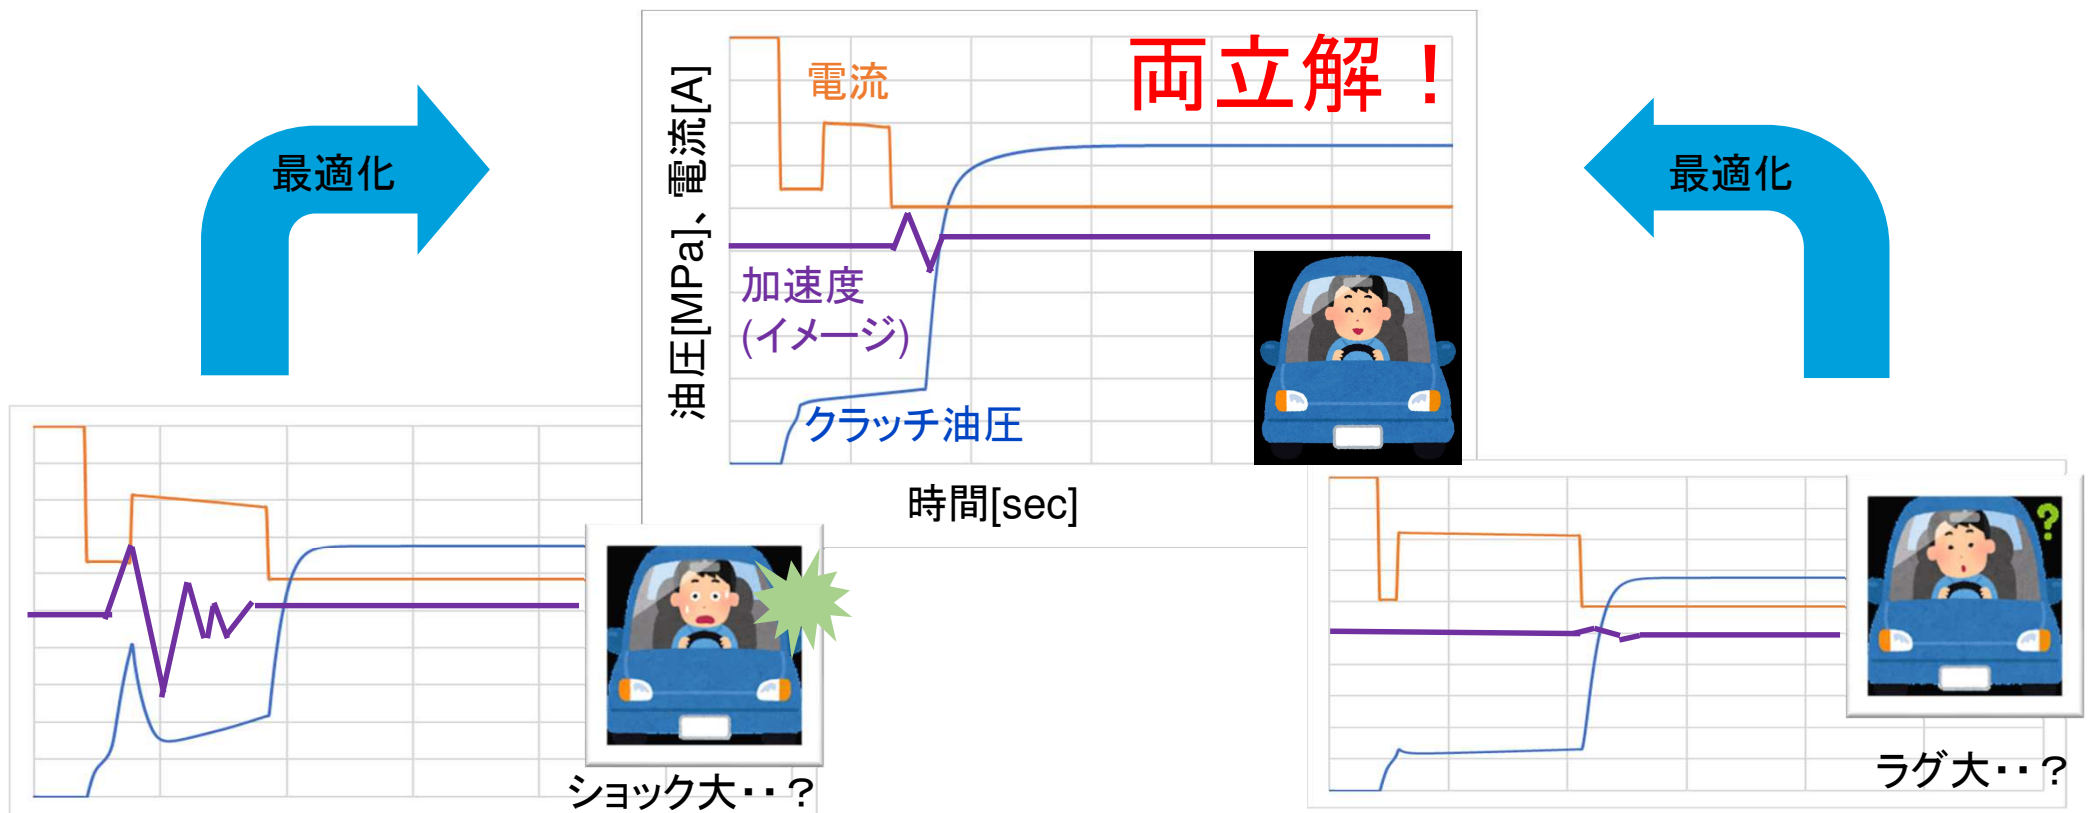 両立解！
電流
油圧[MPa]、電流[A]
最適化
最適化
加速度
(イメージ)
クラッチ油圧
時間[sec]
?
ショック大・・？
ラグ大・・？